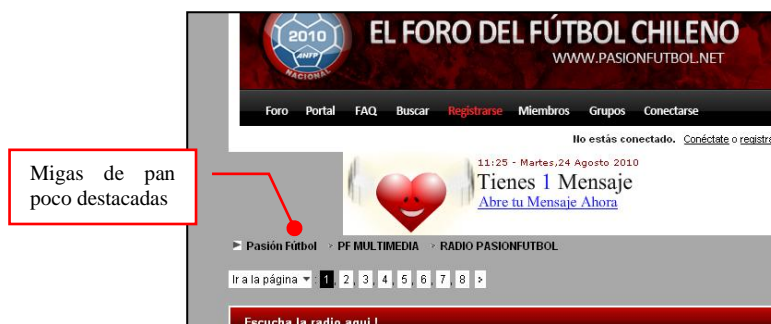 2010
AHTP
NACIONAL
EL FORO DEL FÚTBOL CHILENO
WWW.PASIONFUTBOL.NET
Foro Portal FAQ Buscar Registrarse Miembros Grupos Conectarse
No estás conectado. Conéctate o registra
11:25 - Martes,24 Agosto 2010
Tienes 1 Mensaje
Abre tu Mensaje Ahora
Migas de pan
poco destacadas
Pasión Fútbol > PF MULTIMEDIA > RADIO PASIONFUTBOL
Ir a la página : 1, 2, 3, 4, 5, 6, 7, 8 >
Escucha la radio aqui !